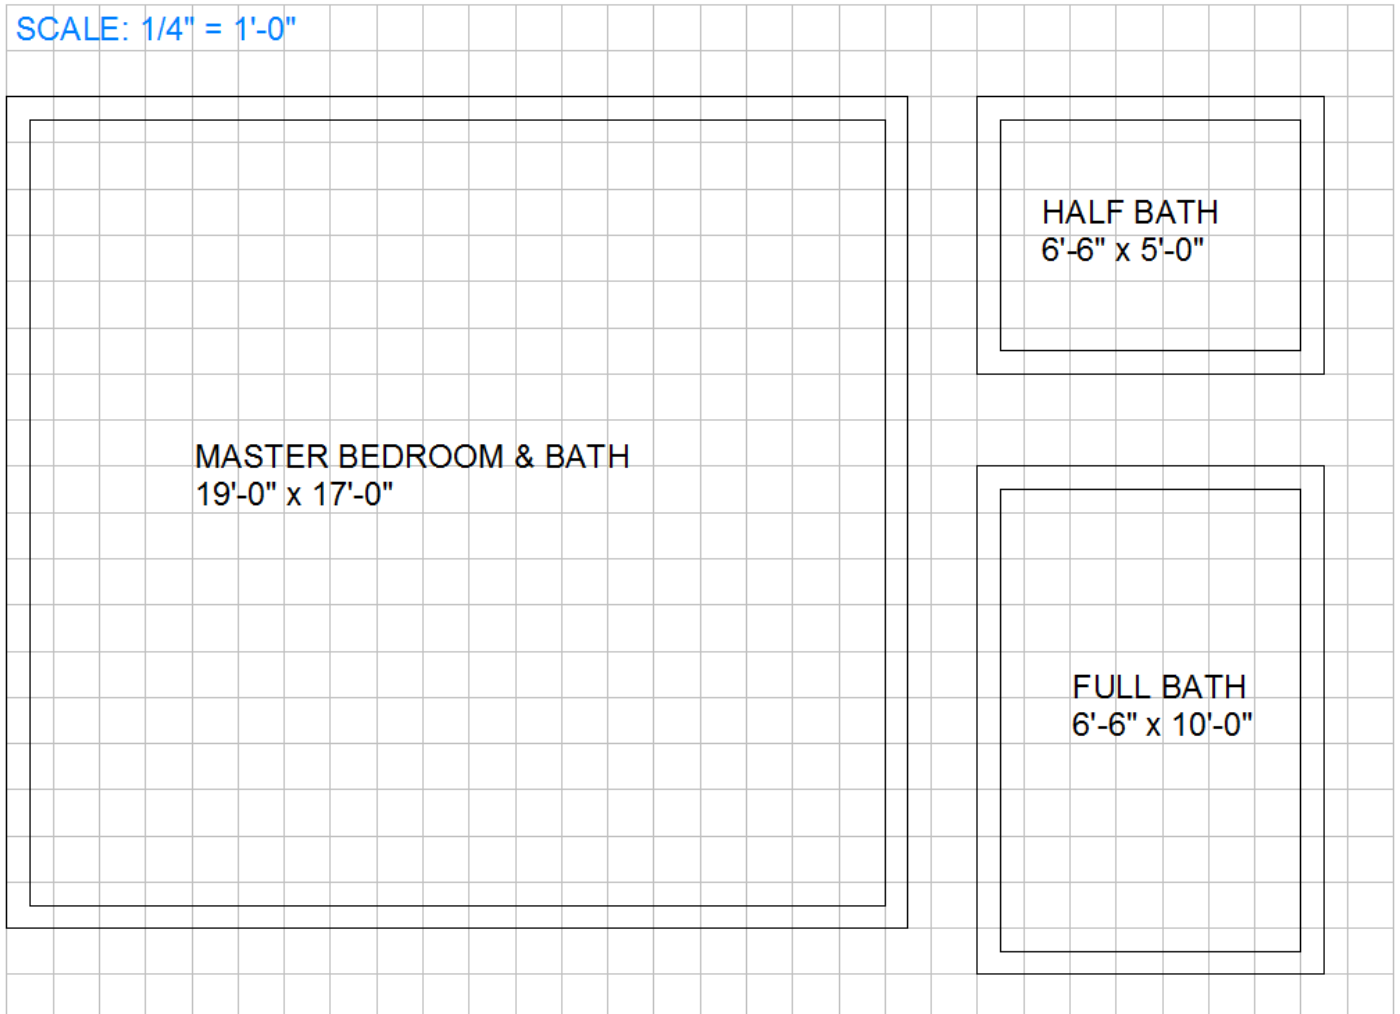 SCALE: 1/4" = 1'-0"
HALF BATH
6'-6" x 5'-0"
MASTER BEDROOM & BATH
19'-0" x 17'-0"
FULL BATH
6'-6" x 10'-0"